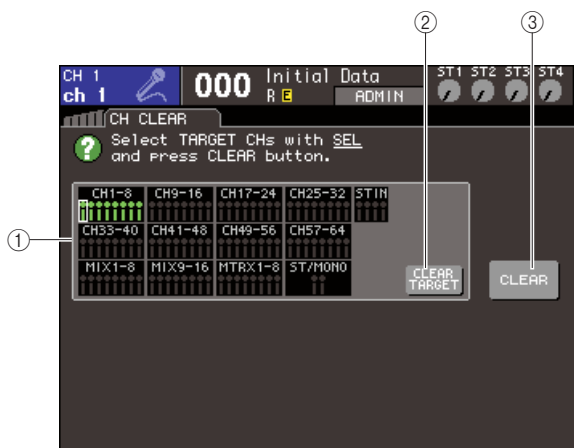 ② ③
CH 1
ch 1
000
Initial Data
R E ADMIN
ST1 ST2 ST3 ST4
CH CLEAR
? Select TARGET CHs with SEL
and press CLEAR button.
CH1-8 CH9-16 CH17-24 CH25-32 STIN
①
CH33-40 CH41-48 CH49-56 CH57-64
MIX1-8 MIX9-16 MTRX1-8 ST/MONO
CLEAR
TARGET
CLEAR